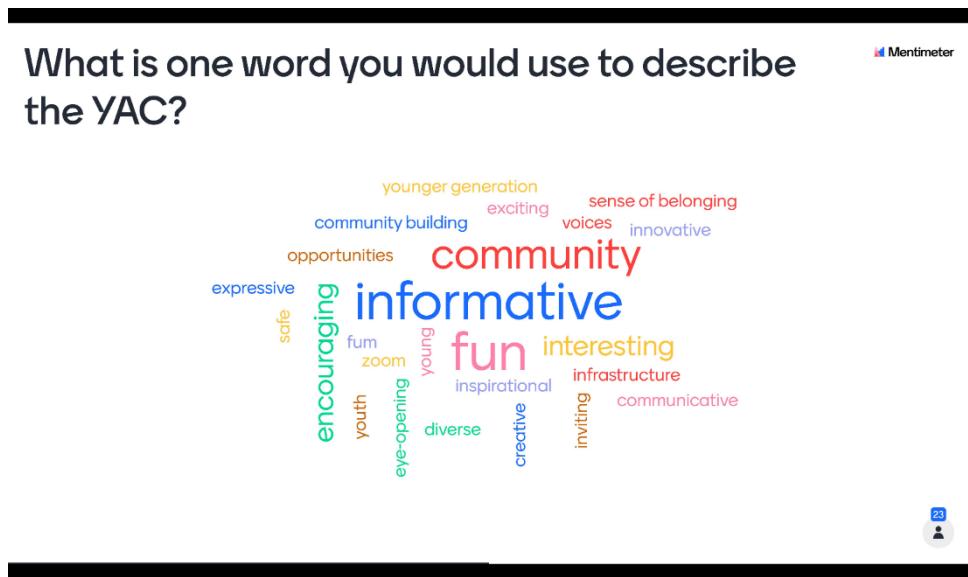 What is one word you would use to describe
the YAC?
Mentimeter
younger generation
exciting
sense of belonging
community building
voices
innovative
opportunities
community
expressive
informative
encouraging
safe
fum
zoom
young
fun
interesting
inspirational
infrastructure
youth
eye-opening
diverse
creative
inviting
communicative
23